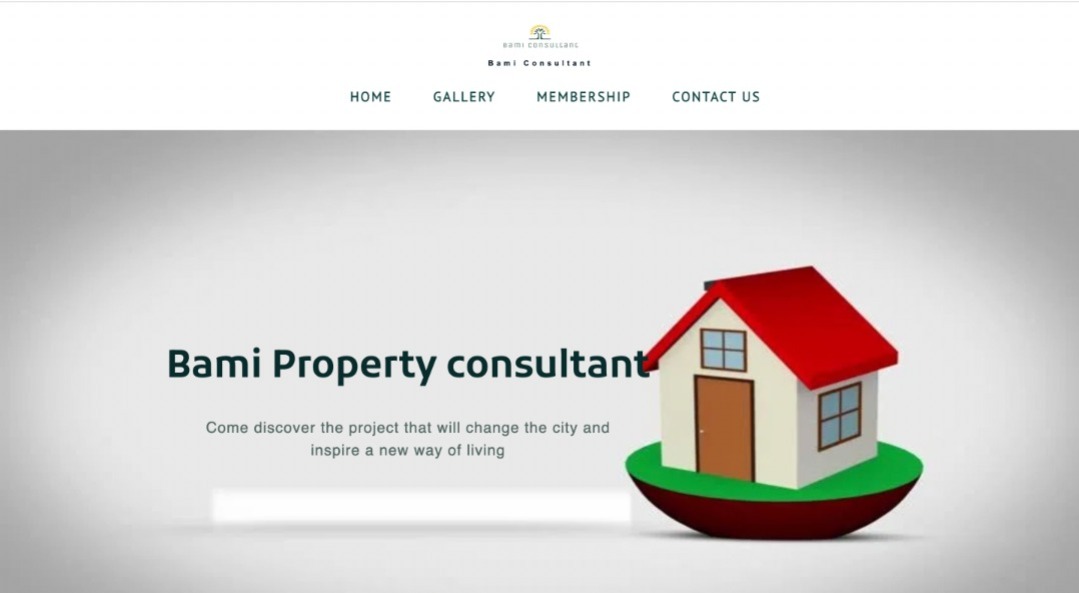 Bami Consultant
Bami Consultant
HOME GALLERY MEMBERSHIP CONTACT US
Bami Property consultant
Come discover the project that will change the city and
inspire a new way of living